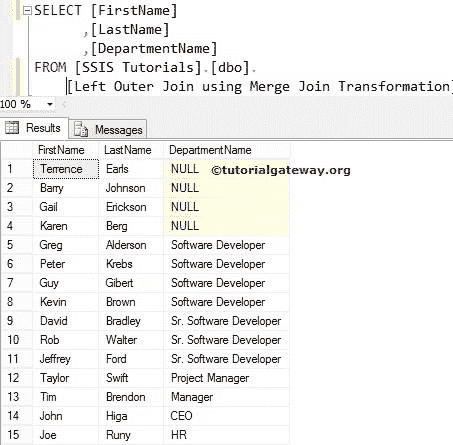 SELECT [FirstName]
,[LastName]
,[DepartmentName]
FROM [SSIS Tutorials].[dbo].
[Left Outer Join using Merge Join Transformation]
100 %
Results Messages
FirstName LastName DepartmentName
1 Terrence Earls NULL ©tutorialgateway.org
2 Barry Johnson NULL
3 Gail Erickson NULL
4 Karen Berg NULL
5 Greg Alderson Software Developer
6 Peter Krebs Software Developer
7 Guy Gibert Software Developer
8 Kevin Brown Software Developer
9 David Bradley Sr. Software Developer
10 Rob Walter Sr. Software Developer
11 Jeffrey Ford Sr. Software Developer
12 Taylor Swift Project Manager
13 Tim Brendon Manager
14 John Higa CEO
15 Joe Runy HR